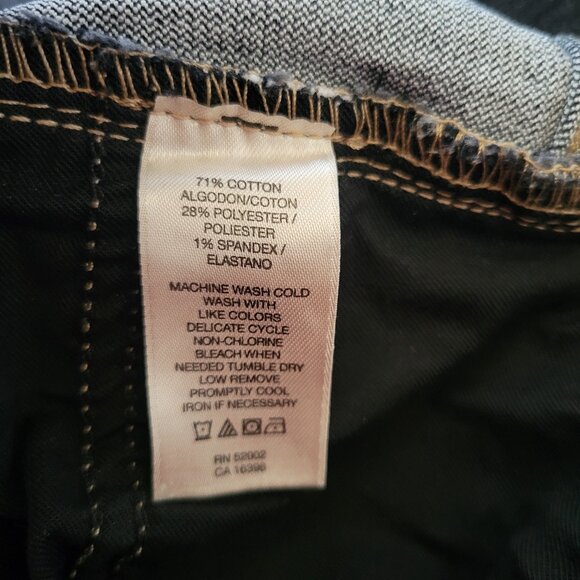 71% COTTON
ALGODON/COTON
28% POLYESTER /
POLIESTER
1% SPANDEX /
ELASTANO
MACHINE WASH COLD
WASH WITH
LIKE COLORS
DELICATE CYCLE
NON-CHLORINE
BLEACH WHEN
NEEDED TUMBLE DRY
LOW REMOVE
PROMPTLY COOL
IRON IF NECESSARY
RN 52002
CA 16396